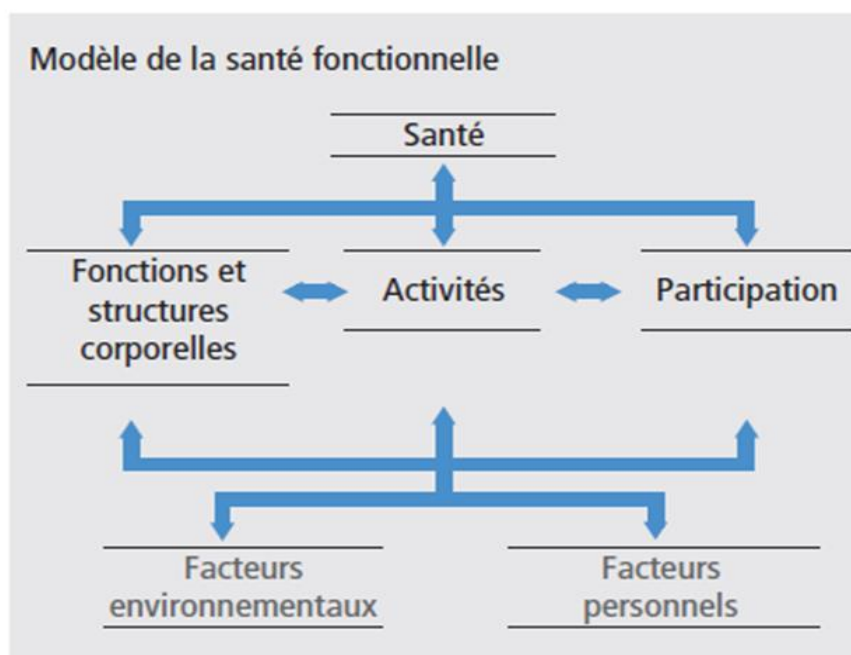 Modèle de la santé fonctionnelle
Santé
Fonctions et
structures
corporelles
Activités
Participation
Facteurs
environnementaux
Facteurs
personnels